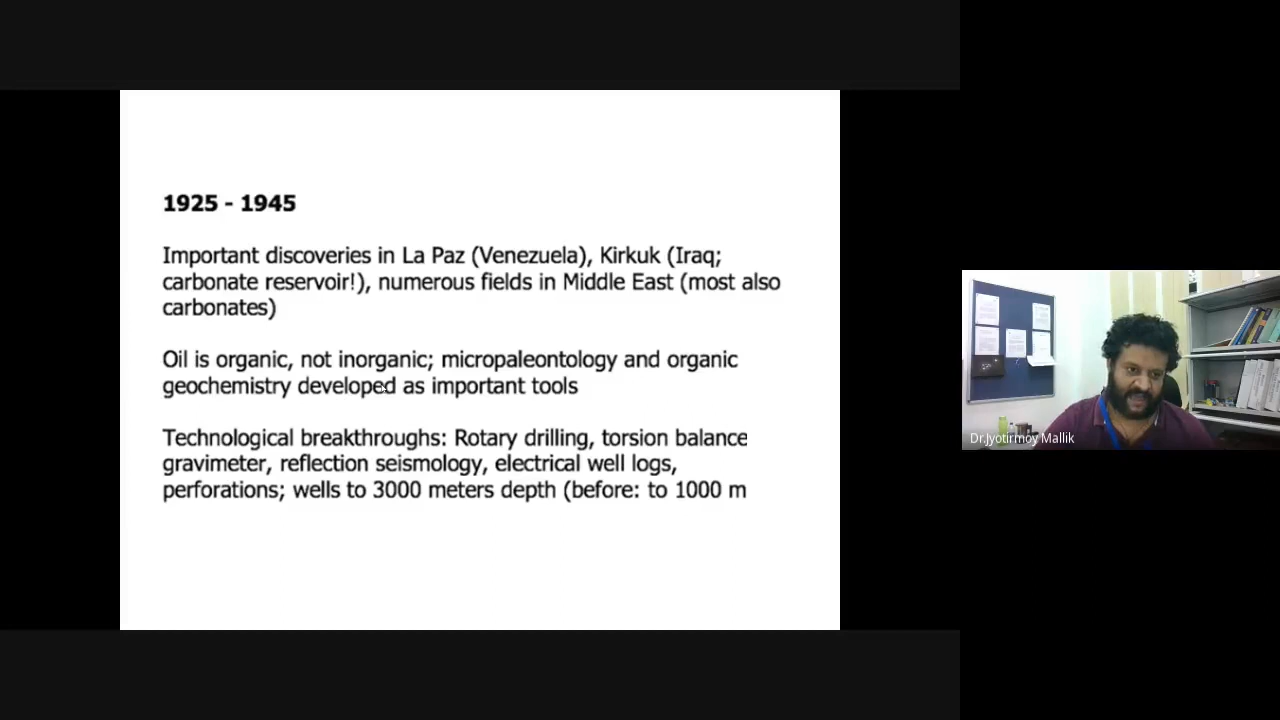 1925 - 1945
Important discoveries in La Paz (Venezuela), Kirkuk (Iraq;
carbonate reservoir!), numerous fields in Middle East (most also
carbonates)
Oil is organic, not inorganic; micropaleontology and organic
geochemistry developed as important tools
Technological breakthroughs: Rotary drilling, torsion balance
gravimeter, reflection seismology, electrical well logs,
perforations; wells to 3000 meters depth (before: to 1000 m
Dr.Jyotirmoy Mallik